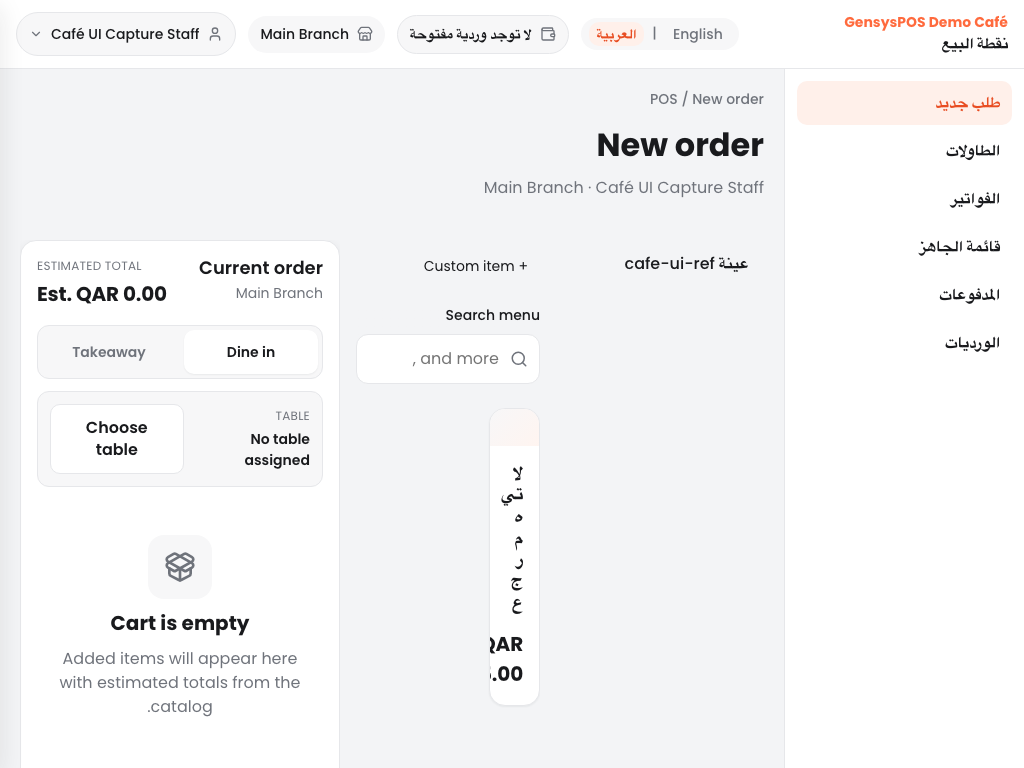 GensysPOS Demo Café
نقطة البيع
English
|
العربية
لا توجد وردية مفتوحة
Main Branch
Café UI Capture Staff
طلب جديد
الطاولات
الفواتير
قائمة الجاهز
المدفوعات
الورديات
POS / New order
New order
Main Branch · Café UI Capture Staff
عينة cafe-ui-ref
Custom item +
Search menu
, and more
لا
تي
ه
م
ر
ج
ع
QAR
.00
Current order
Main Branch
ESTIMATED TOTAL
Est. QAR 0.00
Dine in
Takeaway
TABLE
No table
assigned
Choose
table
Cart is empty
Added items will appear here
with estimated totals from the
.catalog